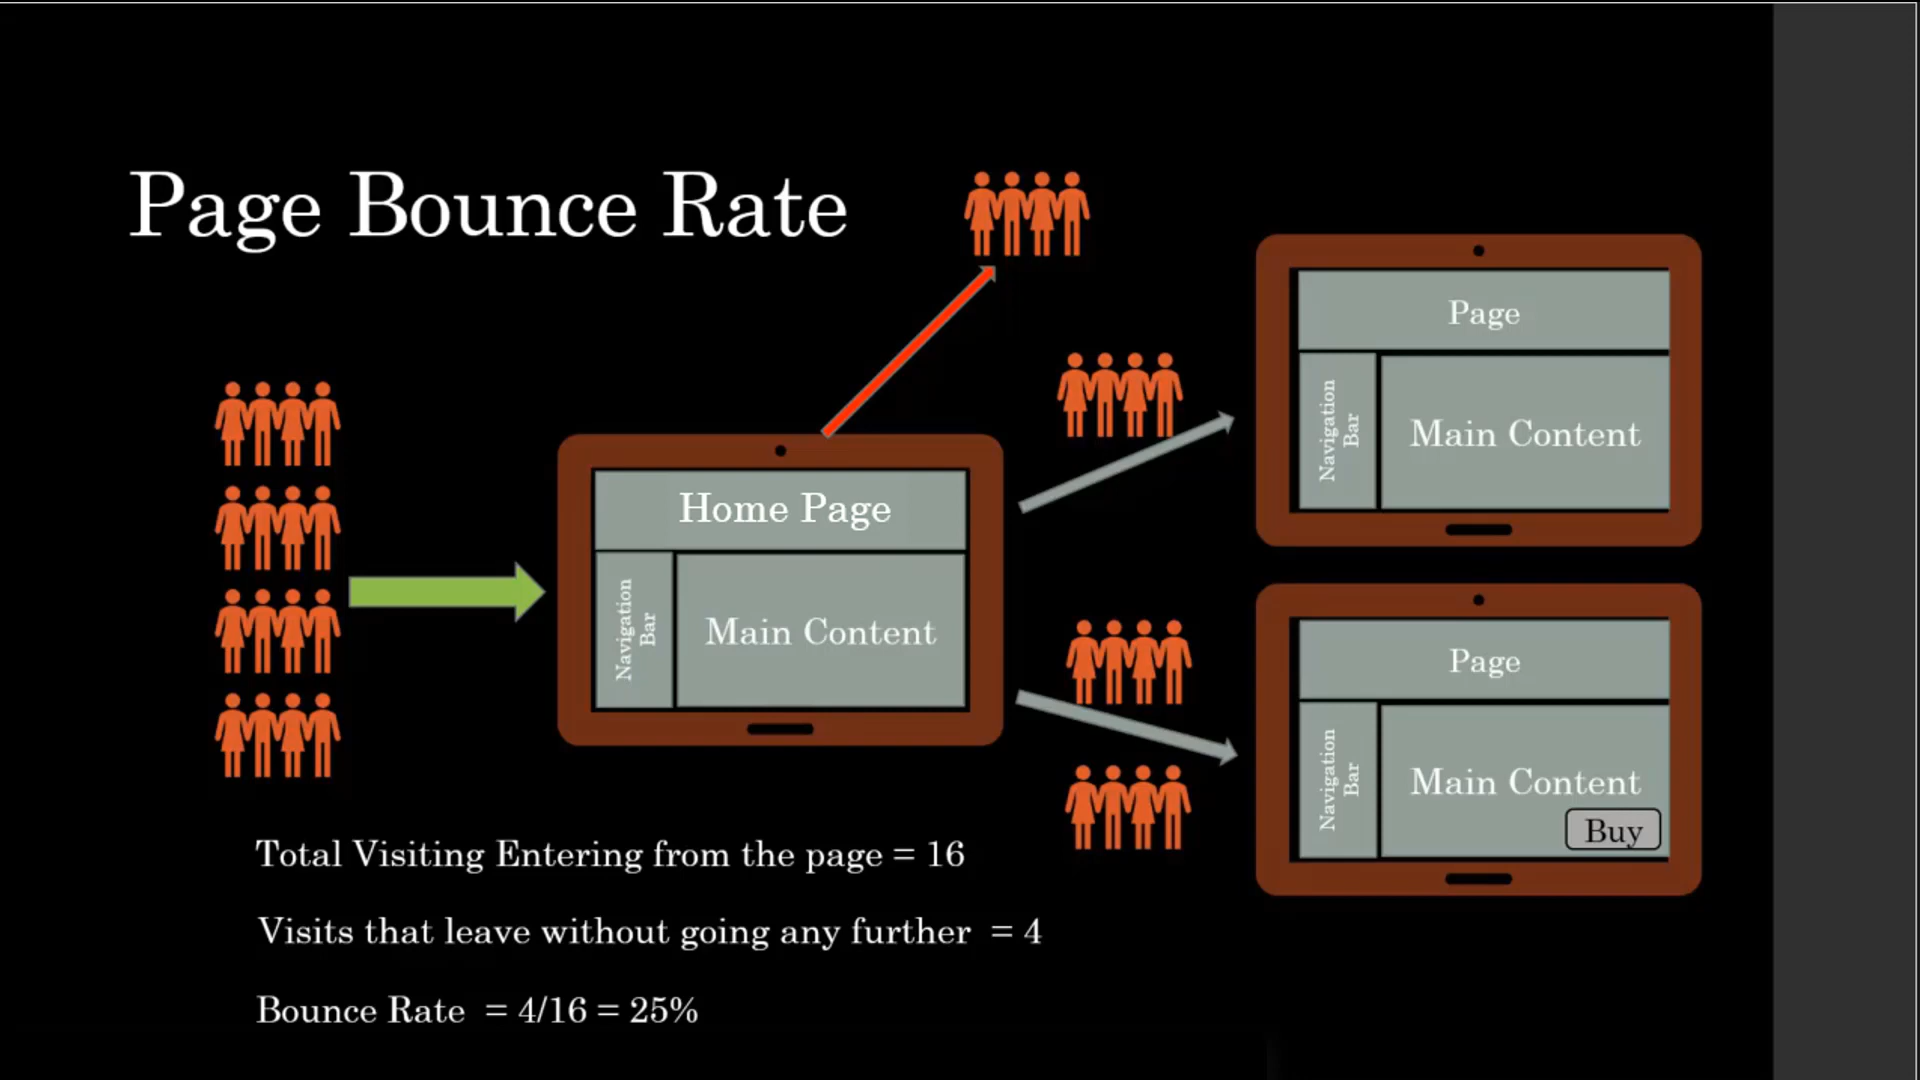 Page Bounce Rate
Page
Navigation
Bar
Main Content
Home Page
Navigation
Bar
Main Content
Page
Navigation
Bar
Main Content
Buy
Total Visiting Entering from the page = 16
Visits that leave without going any further = 4
Bounce Rate = 4/16 = 25%